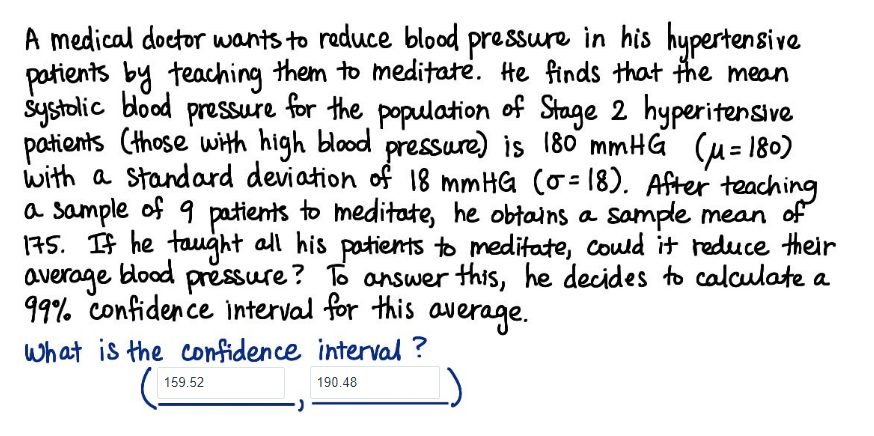 A medical doctor wants to reduce blood pressure in his hypertensive
patients by teaching them to meditate. He finds that the mean
systolic blood pressure for the population of Stage 2 hyperitensive
patients (those with high blood pressure) is 180 mmHG (μ=180)
with a standard deviation of 18 mmHG (σ=18). After teaching
a sample of 9 patients to meditate, he obtains a sample mean of
175. If he taught all his patients to meditate, could it reduce their
average blood pressure? To answer this, he decides to calculate a
99% confidence interval for this average.
What is the confidence interval?
(159.52, 190.48)